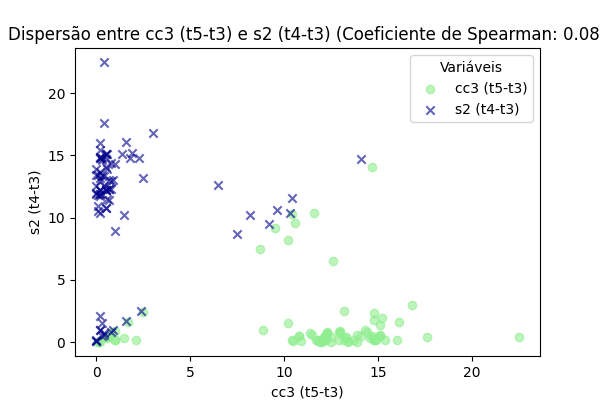 Dispersão entre cc3 (t5-t3) e s2 (t4-t3) (Coeficiente de Spearman: 0.08
Variáveis
cc3 (t5-t3)
s2 (t4-t3)
s2 (t4-t3)
20
15
10
5
0
0
5
10
15
20
cc3 (t5-t3)